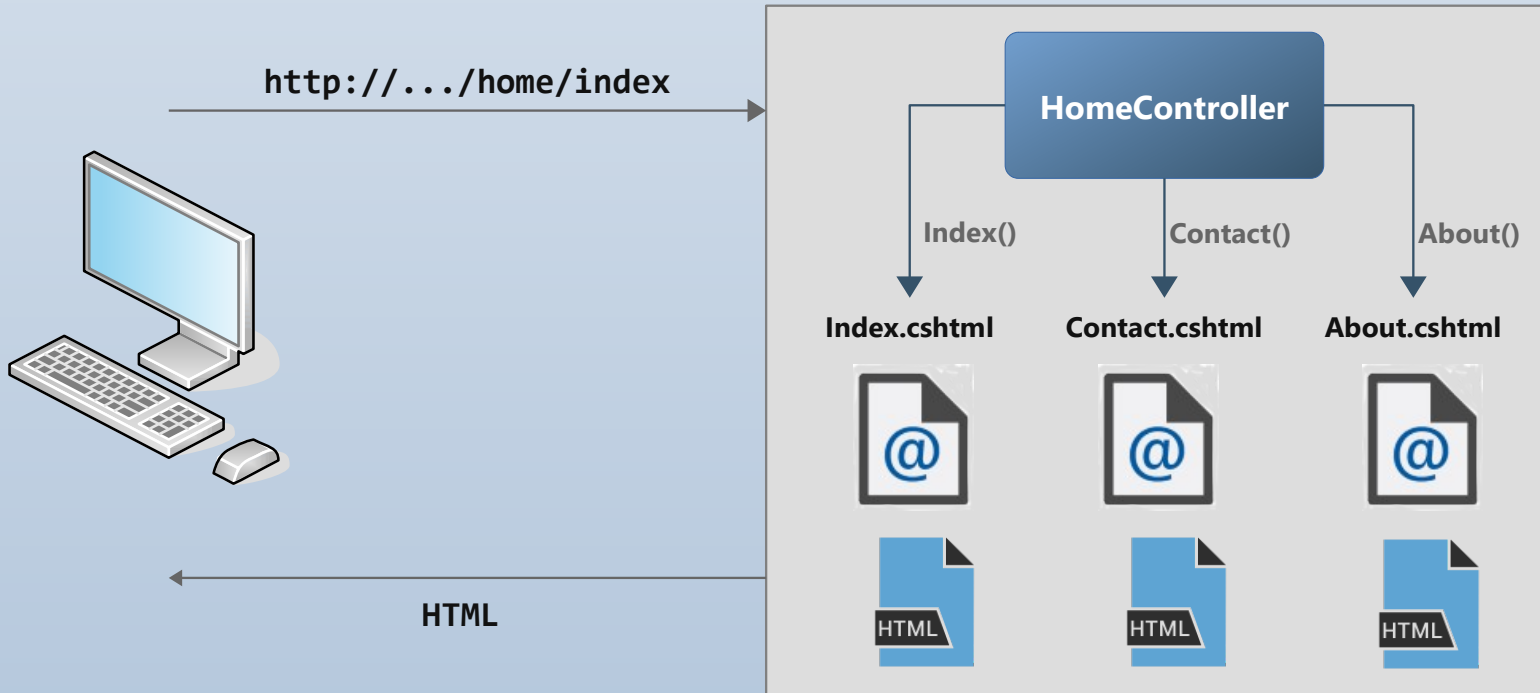 http://.../home/index
HomeController
Index()
Contact()
About()
Index.cshtml
Contact.cshtml
About.cshtml
@
@
@
HTML
HTML
HTML
HTML